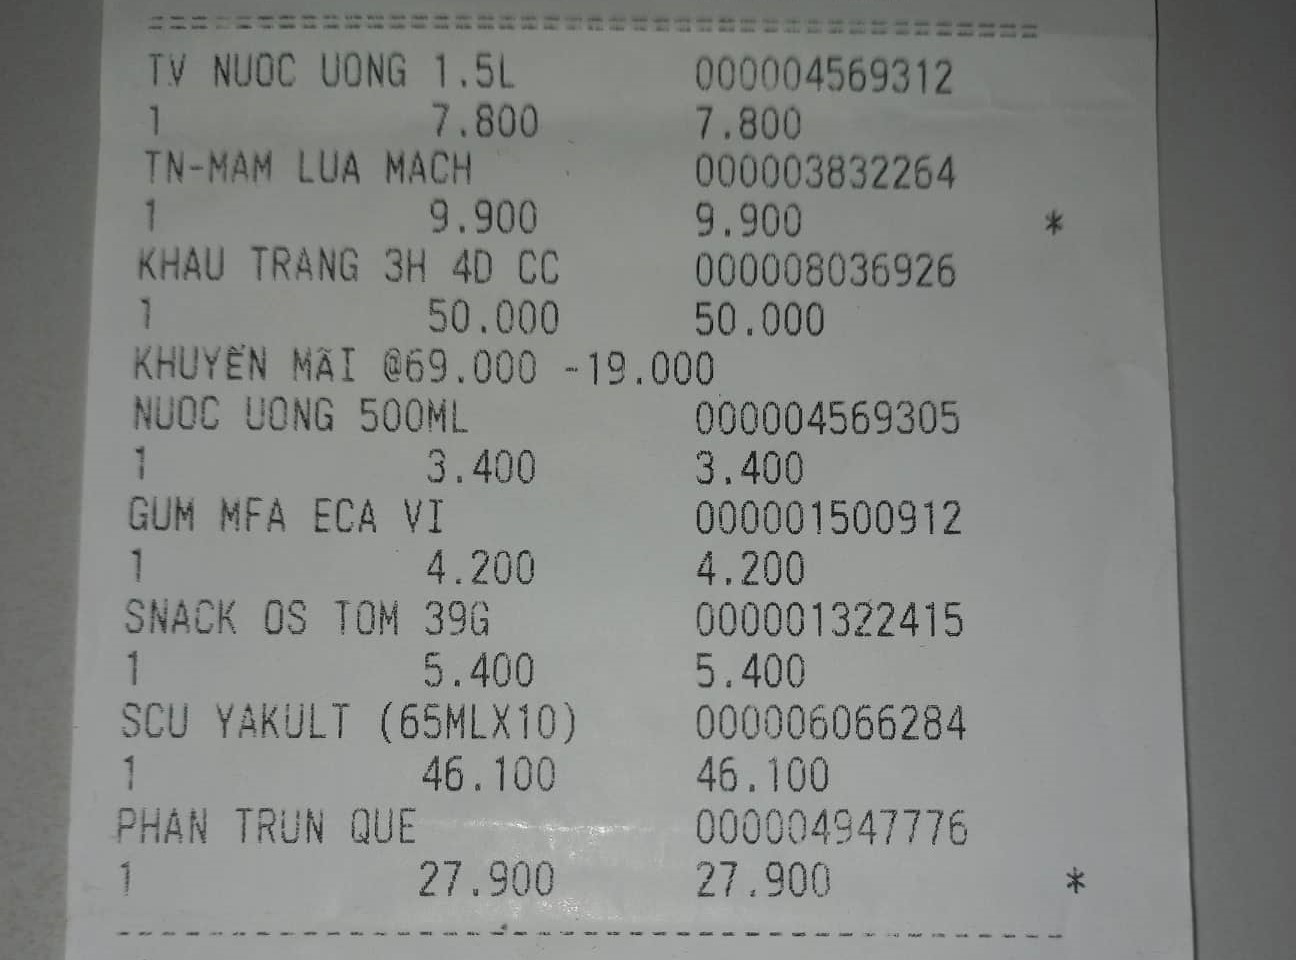 TV NUOC UONG 1.5L 000004569312
1 7.800 7.800
TN-MAM LUA MACH 000003832264
1 9.900 9.900 *
KHAU TRANG 3H 4D CC 000008036926
1 50.000 50.000
KHUYẾN MÃI @69.000 -19.000
NUOC UONG 500ML 000004569305
1 3.400 3.400
GUM MFA ECA VI 000001500912
1 4.200 4.200
SNACK OS TOM 39G 000001322415
1 5.400 5.400
SCU YAKULT (65MLX10) 000006066284
1 46.100 46.100
PHAN TRUN QUE 000004947776
1 27.900 27.900 *